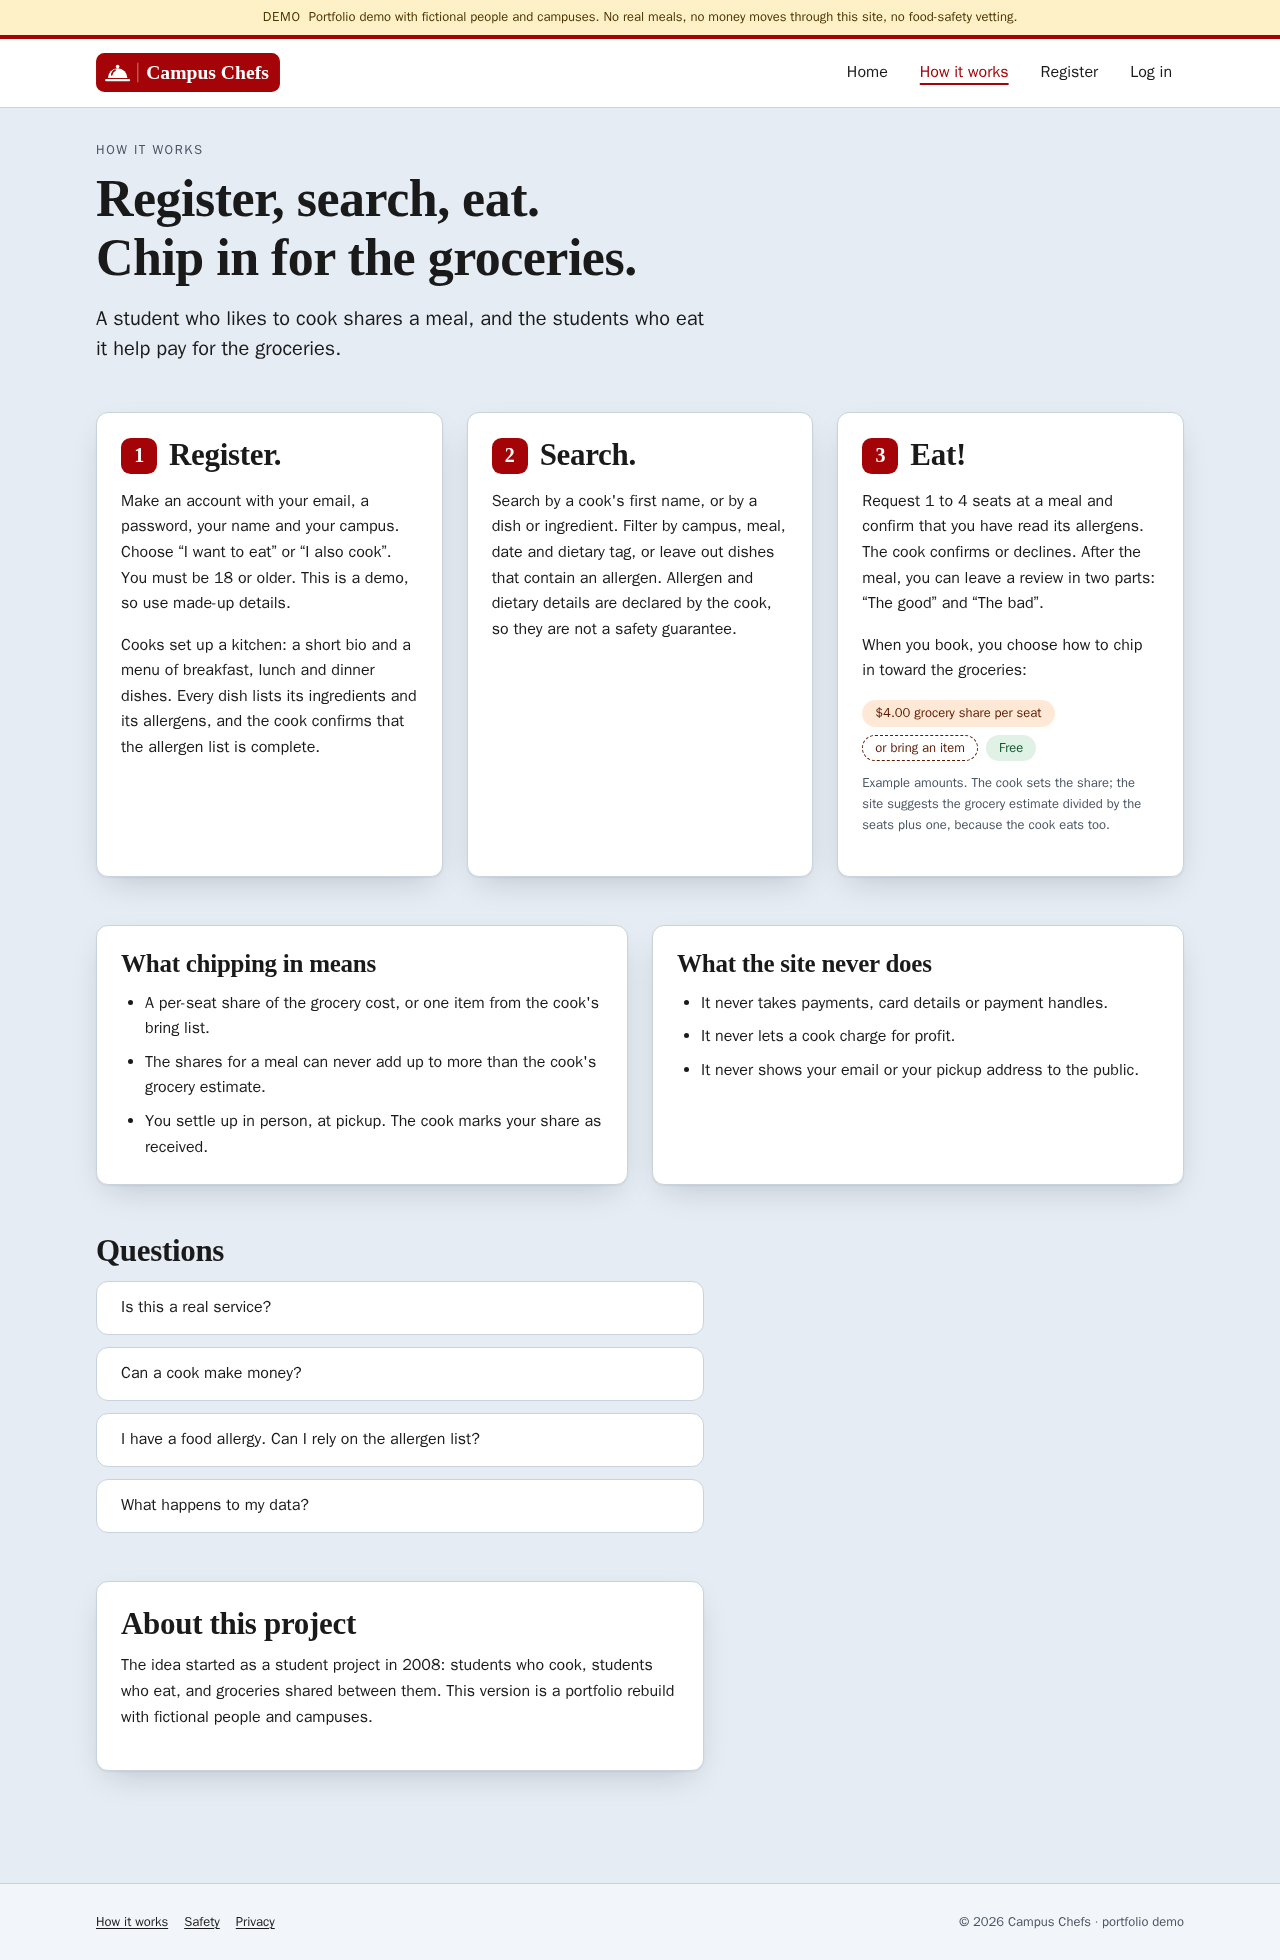 DEMO Portfolio demo with fictional people and campuses. No real meals, no money moves through this site, no food-safety vetting.
Campus Chefs
Home How it works Register Log in
HOW IT WORKS
Register, search, eat.
Chip in for the groceries.
A student who likes to cook shares a meal, and the students who eat
it help pay for the groceries.
1 Register.
Make an account with your email, a
password, your name and your campus.
Choose “I want to eat” or “I also cook”.
You must be 18 or older. This is a demo,
so use made-up details.
Cooks set up a kitchen: a short bio and a
menu of breakfast, lunch and dinner
dishes. Every dish lists its ingredients and
its allergens, and the cook confirms that
the allergen list is complete.
2 Search.
Search by a cook's first name, or by a
dish or ingredient. Filter by campus, meal,
date and dietary tag, or leave out dishes
that contain an allergen. Allergen and
dietary details are declared by the cook,
so they are not a safety guarantee.
3 Eat!
Request 1 to 4 seats at a meal and
confirm that you have read its allergens.
The cook confirms or declines. After the
meal, you can leave a review in two parts:
“The good” and “The bad”.
When you book, you choose how to chip
in toward the groceries:
$4.00 grocery share per seat
or bring an item Free
Example amounts. The cook sets the share; the
site suggests the grocery estimate divided by the
seats plus one, because the cook eats too.
What chipping in means
• A per-seat share of the grocery cost, or one item from the cook's
bring list.
• The shares for a meal can never add up to more than the cook's
grocery estimate.
• You settle up in person, at pickup. The cook marks your share as
received.
What the site never does
• It never takes payments, card details or payment handles.
• It never lets a cook charge for profit.
• It never shows your email or your pickup address to the public.
Questions
Is this a real service?
Can a cook make money?
I have a food allergy. Can I rely on the allergen list?
What happens to my data?
About this project
The idea started as a student project in 2008: students who cook, students
who eat, and groceries shared between them. This version is a portfolio rebuild
with fictional people and campuses.
How it works Safety Privacy
© 2026 Campus Chefs · portfolio demo